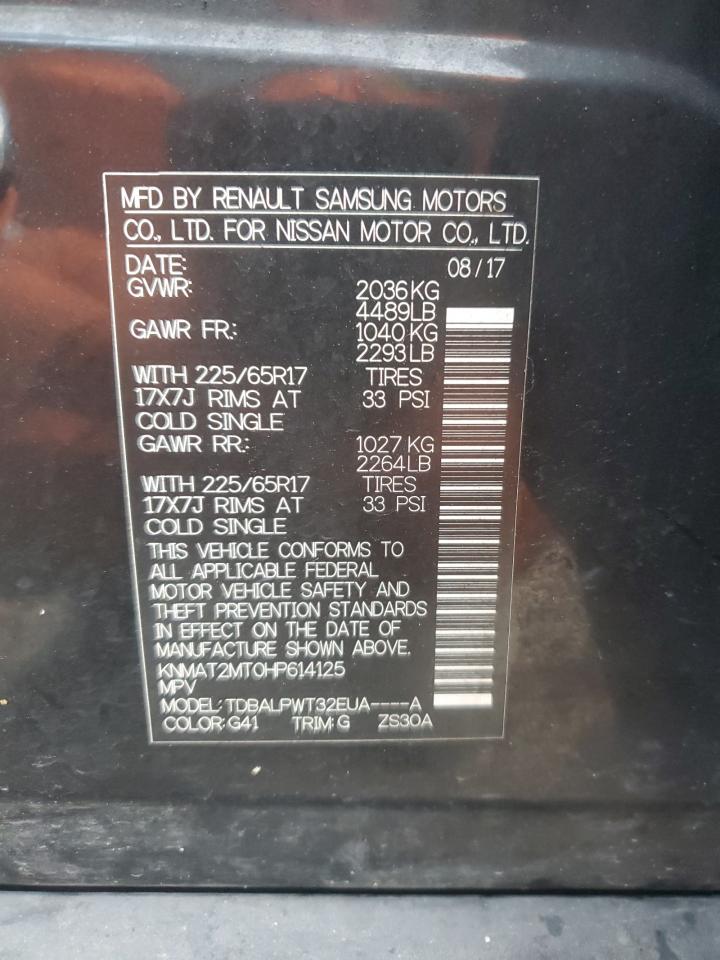 MFD BY RENAULT SAMSUNG MOTORS
CO., LTD. FOR NISSAN MOTOR CO., LTD.
DATE: 08/17
GVWR: 2036KG
4489LB
GAWR FR.: 1040KG
2293LB
WITH 225/65R17 TIRES
17X7J RIMS AT 33 PSI
COLD SINGLE
GAWR RR.: 1027KG
2264LB
WITH 225/65R17 TIRES
17X7J RIMS AT 33 PSI
COLD SINGLE
THIS VEHICLE CONFORMS TO
ALL APPLICABLE FEDERAL
MOTOR VEHICLE SAFETY AND
THEFT PREVENTION STANDARDS
IN EFFECT ON THE DATE OF
MANUFACTURE SHOWN ABOVE.
KNMAT2MT0HP614125
MPV
MODEL:TDBALPWT32EUA----A
COLOR:G41 TRIM:G ZS30A